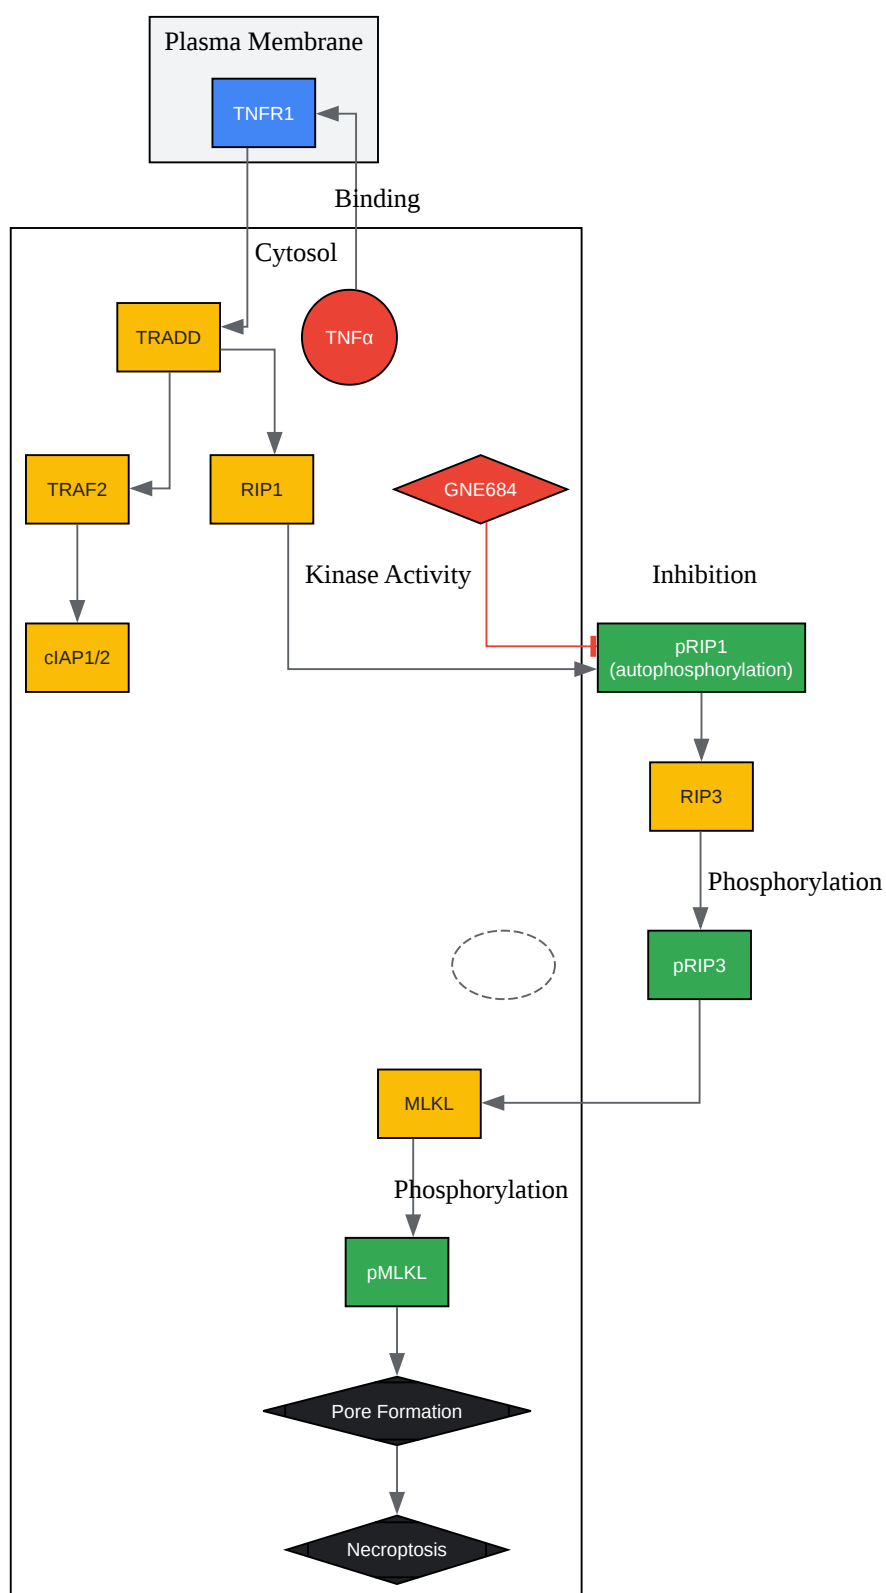 Plasma Membrane
TNFR1
Binding
Cytosol
TRADD
TNFα
TRAF2
RIP1
GNE684
Kinase Activity
Inhibition
cIAP1/2
pRIP1
(autophosphorylation)
RIP3
Phosphorylation
pRIP3
MLKL
Phosphorylation
pMLKL
Pore Formation
Necroptosis